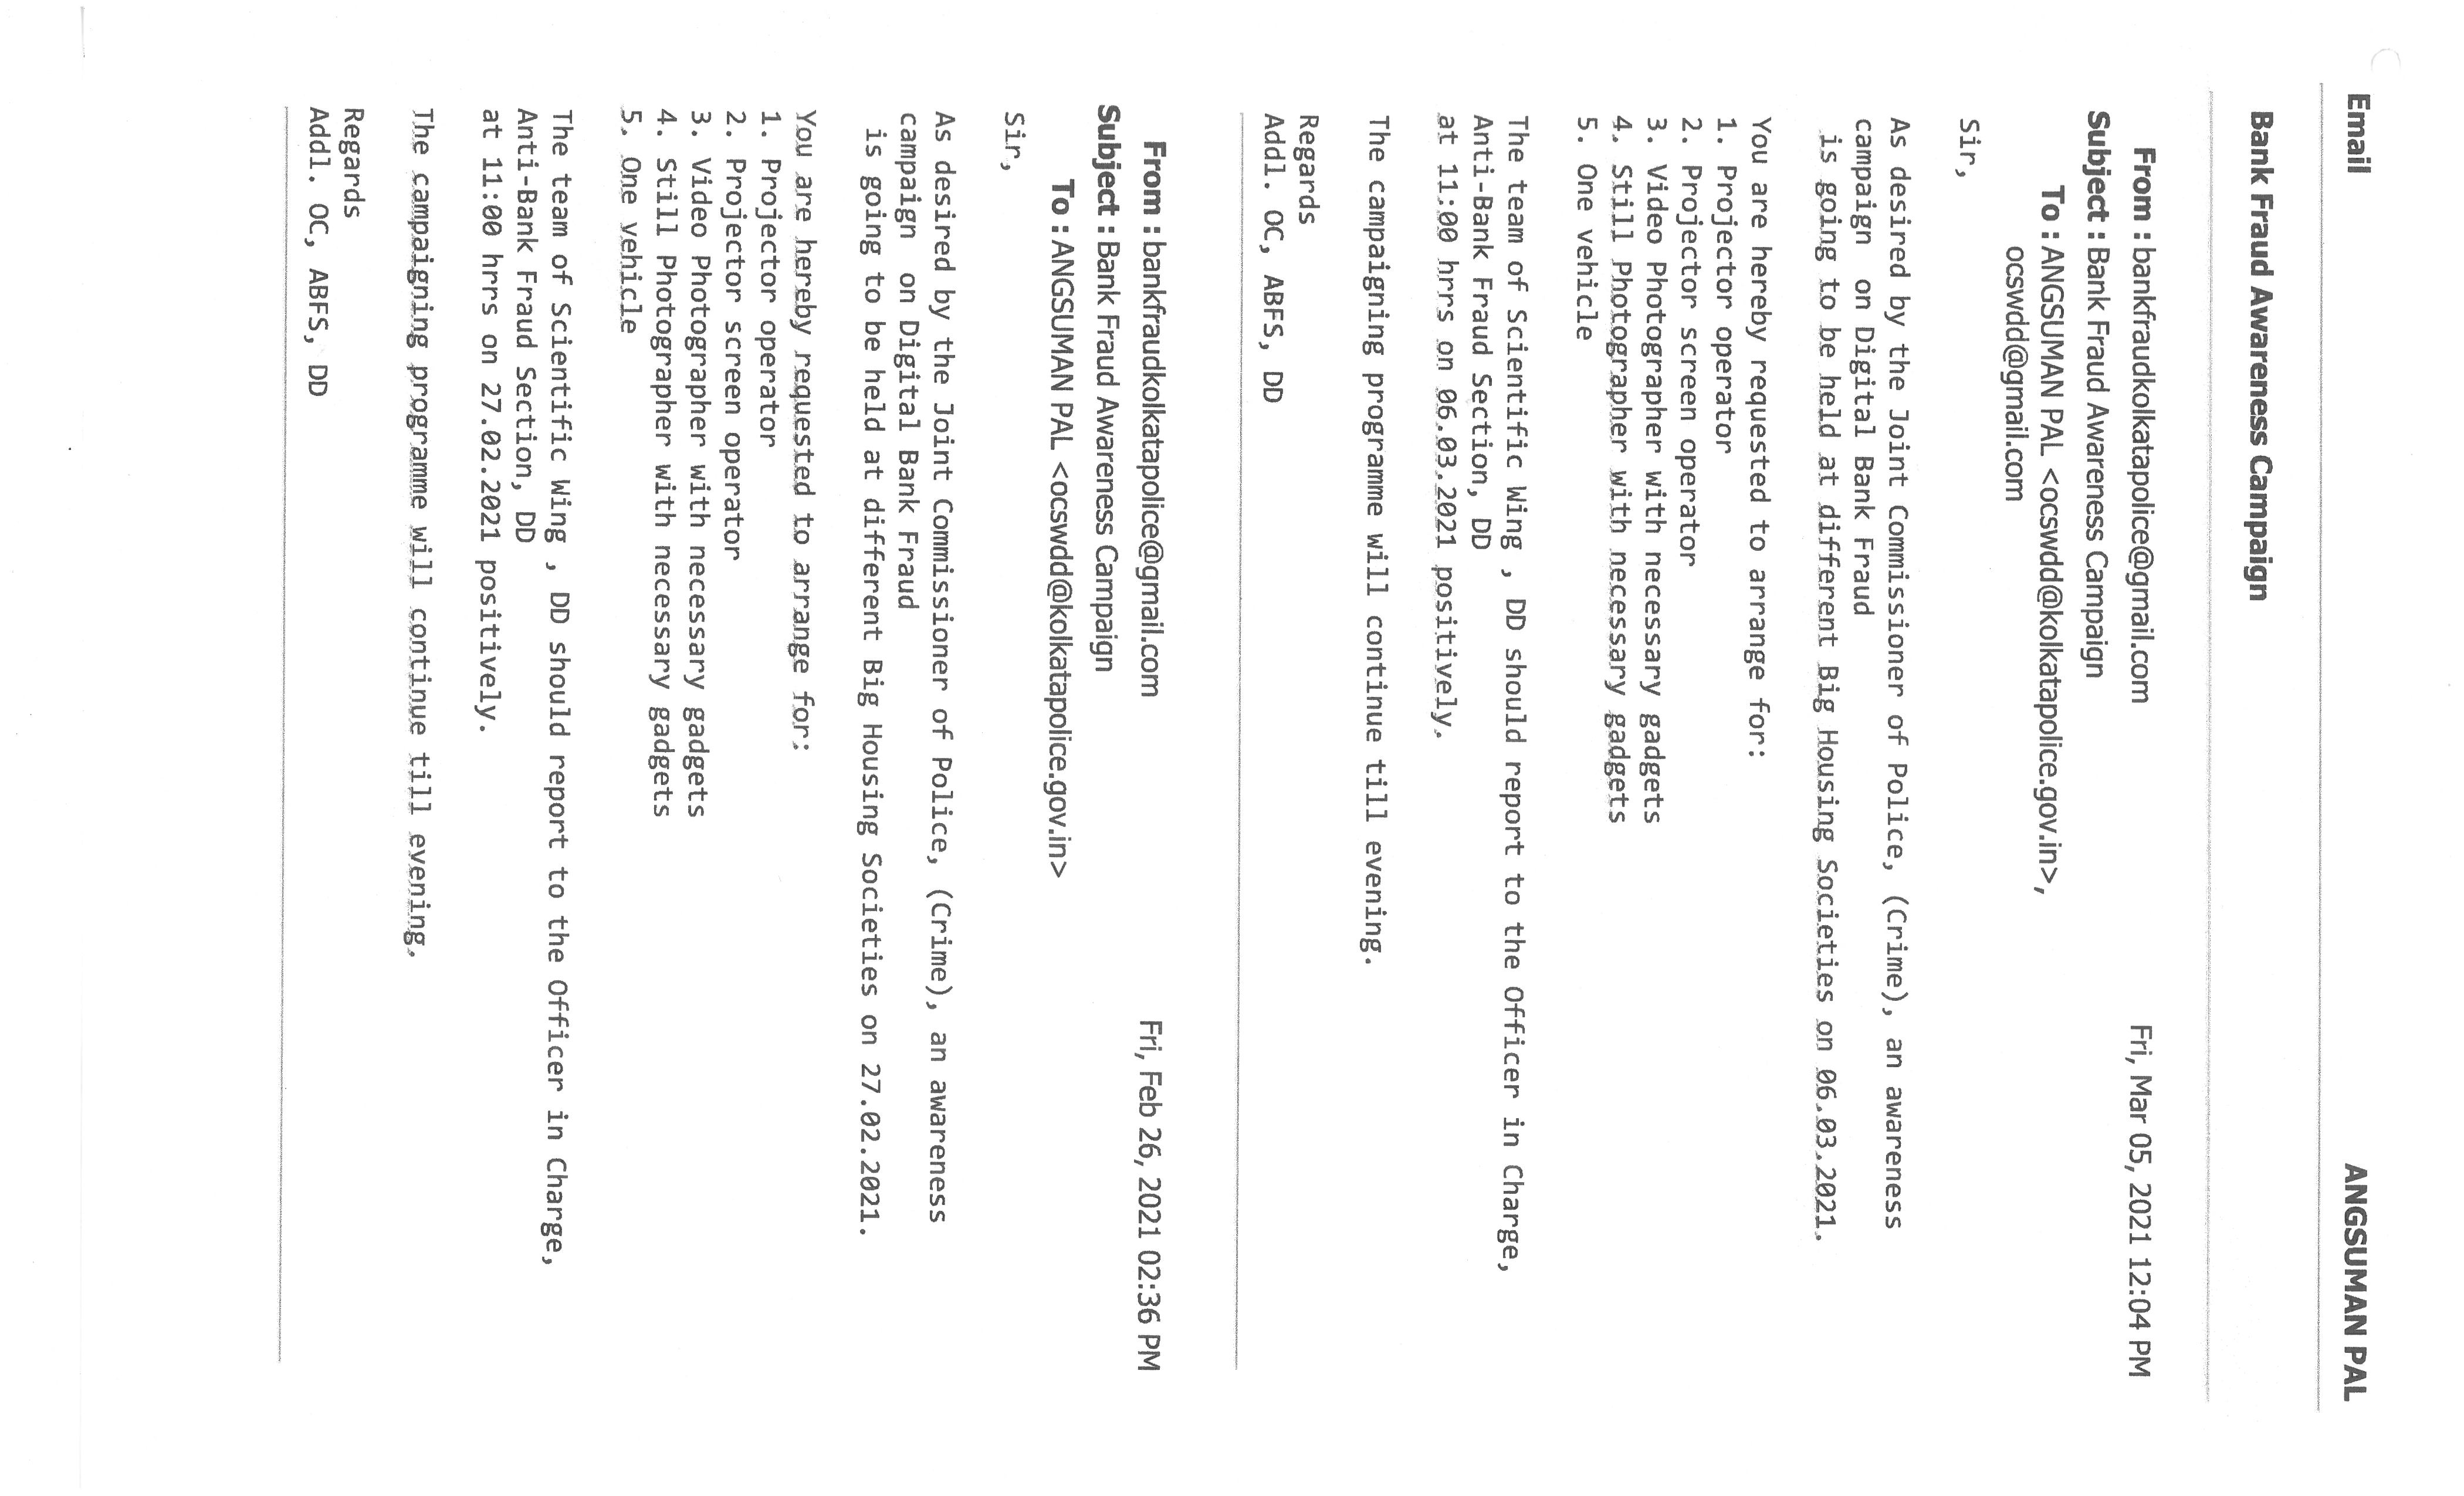 Email ANGSUMAN PAL
Bank Fraud Awareness Campaign
From : bankfraudkolkatapolice@gmail.com Fri, Mar 05, 2021 12:04 PM
Subject : Bank Fraud Awareness Campaign
To : ANGSUMAN PAL <ocswdd@kolkatapolice.gov.in>,
ocswdd@gmail.com
Sir,
As desired by the Joint Commissioner of Police, (Crime), an awareness
campaign on Digital Bank Fraud
is going to be held at different Big Housing Societies on 06.03.2021.
You are hereby requested to arrange for:
1. Projector operator
2. Projector screen operator
3. Video Photographer with necessary gadgets
4. Still Photographer with necessary gadgets
5. One vehicle
The team of Scientific Wing , DD should report to the Officer in Charge,
Anti-Bank Fraud Section, DD
at 11:00 hrrs on 06.03.2021 positively.
The campaigning programme will continue till evening.
Regards
Addl. OC, ABFS, DD
From : bankfraudkolkatapolice@gmail.com Fri, Feb 26, 2021 02:36 PM
Subject : Bank Fraud Awareness Campaign
To : ANGSUMAN PAL <ocswdd@kolkatapolice.gov.in>
Sir,
As desired by the Joint Commissioner of Police, (Crime), an awareness
campaign on Digital Bank Fraud
is going to be held at different Big Housing Societies on 27.02.2021.
You are hereby requested to arrange for:
1. Projector operator
2. Projector screen operator
3. Video Photographer with necessary gadgets
4. Still Photographer with necessary gadgets
5. One vehicle
The team of Scientific Wing , DD should report to the Officer in Charge,
Anti-Bank Fraud Section, DD
at 11:00 hrrs on 27.02.2021 positively.
The campaigning programme will continue till evening.
Regards
Addl. OC, ABFS, DD